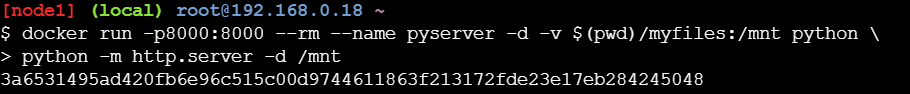 [node1] (local) root@192.168.0.18 ~
$ docker run -p8000:8000 --rm --name pyserver -d -v $(pwd)/myfiles:/mnt python \
> python -m http.server -d /mnt
3a6531495ad420fb6e96c515c00d9744611863f213172fde23e17eb284245048